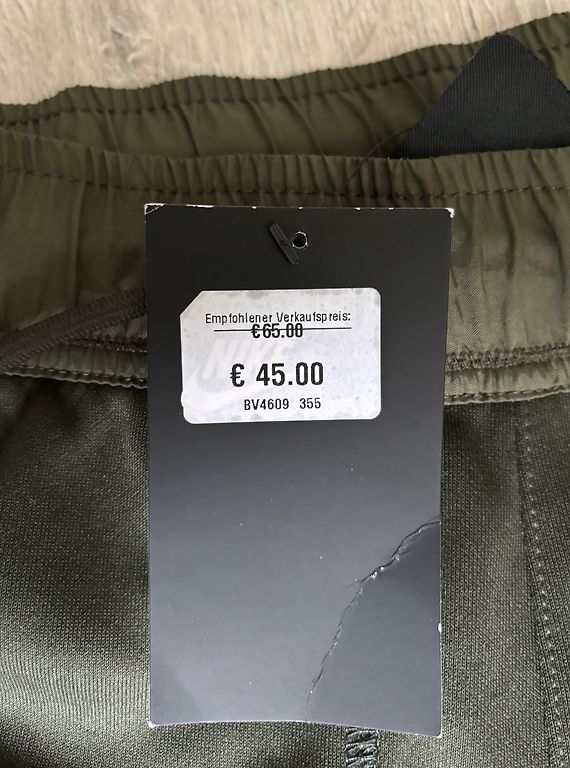 Empfohlener Verkaufspreis:
€65.00
€ 45.00
BV4609 355